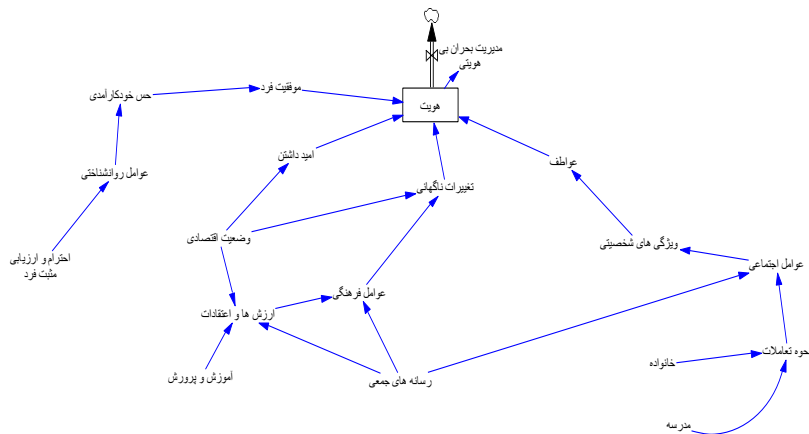 مدیریت بحران بی
هویتی
حس خودکارآمدی
موفقیت فرد
هویت
امید داشتن
عواطف
عوامل روانشناختی
تغییرات ناگهانی
وضعیت اقتصادی
ویژگی های شخصیتی
احترام و ارزیابی
مثبت فرد
عوامل اجتماعی
عوامل فرهنگی
ارزش ها و اعتقادات
حوه تعاملات
خانواده
رسانه های جمعی
آموزش و پرورش
مدرسه